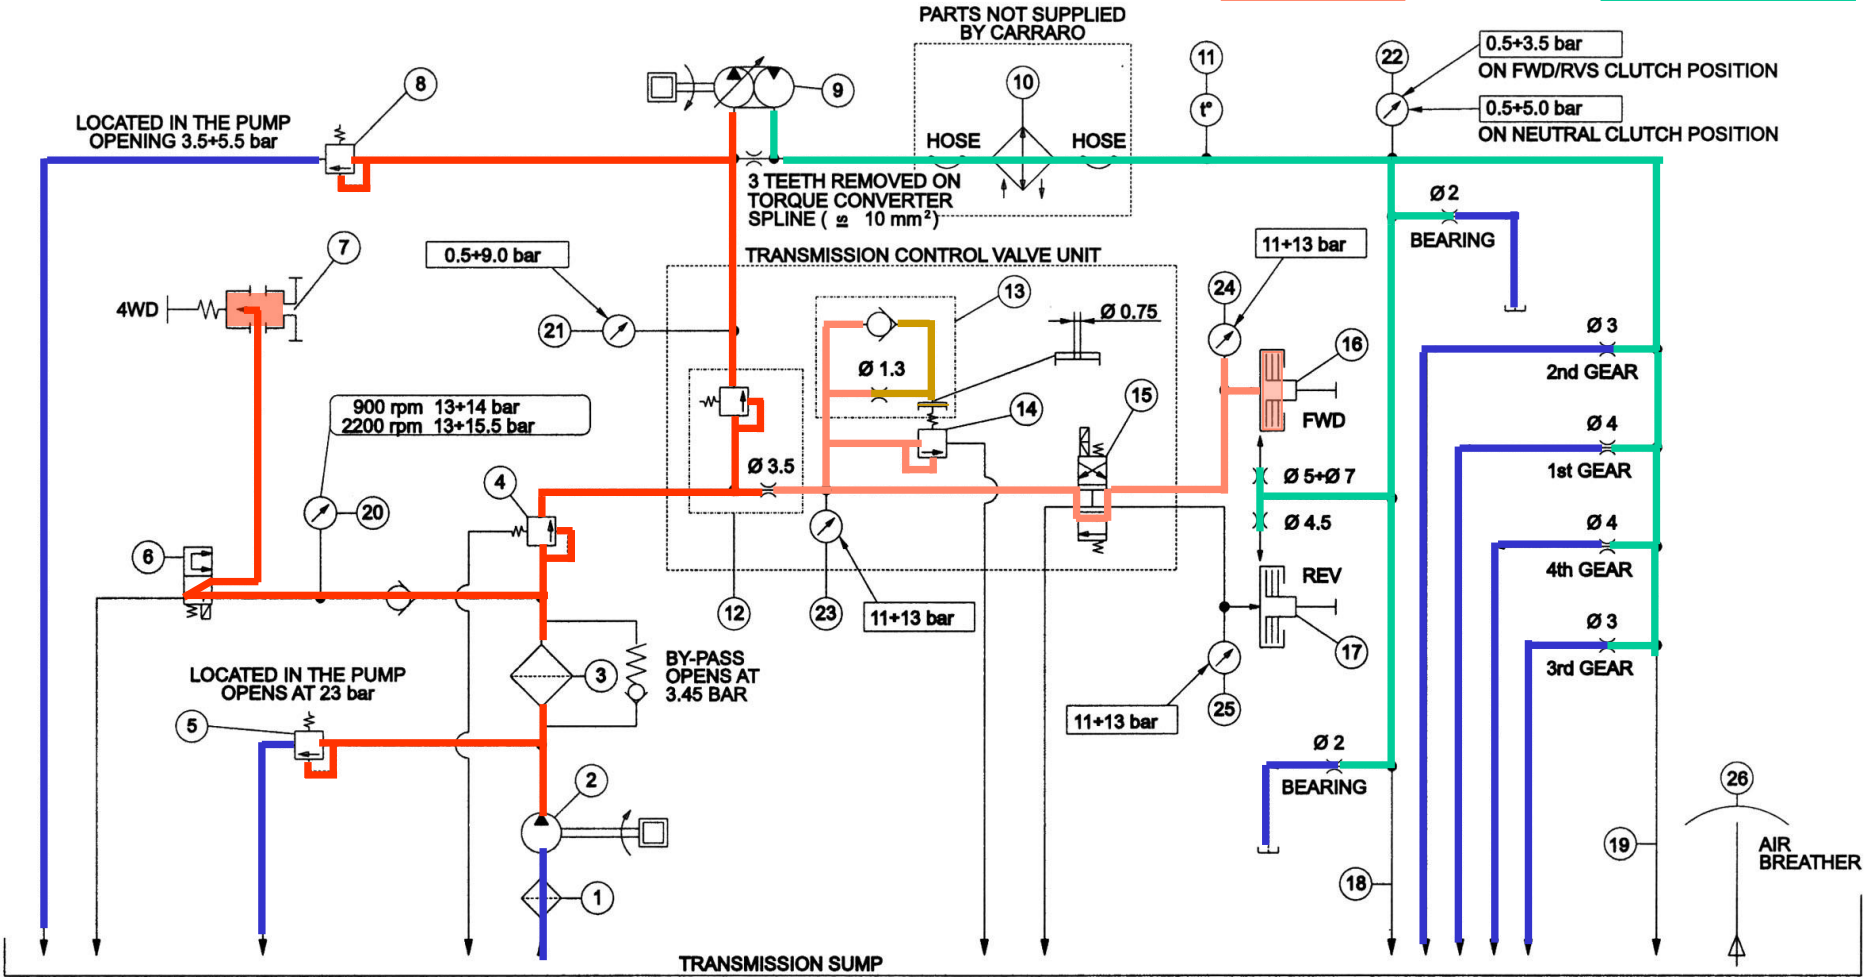 PARTS NOT SUPPLIED
BY CARRARO
11
22
0.5+3.5 bar
ON FWD/RVS CLUTCH POSITION
0.5+5.0 bar
ON NEUTRAL CLUTCH POSITION
8
9
10
t°
LOCATED IN THE PUMP
OPENING 3.5+5.5 bar
HOSE
HOSE
3 TEETH REMOVED ON
TORQUE CONVERTER
SPLINE ( ≤ 10 mm²)
Ø 2
BEARING
7
0.5+9.0 bar
TRANSMISSION CONTROL VALVE UNIT
11+13 bar
4WD
21
13
Ø 0.75
24
Ø 1.3
16
Ø 3
2nd GEAR
900 rpm 13+14 bar
2200 rpm 13+15.5 bar
14
15
FWD
Ø 4
1st GEAR
4
Ø 3.5
Ø 5+Ø 7
20
Ø 4.5
6
Ø 4
4th GEAR
REV
12
23
11+13 bar
Ø 3
17
3rd GEAR
LOCATED IN THE PUMP
OPENS AT 23 bar
3
BY-PASS
OPENS AT
3.45 BAR
5
11+13 bar
25
2
Ø 2
BEARING
26
19
AIR
BREATHER
1
18
TRANSMISSION SUMP